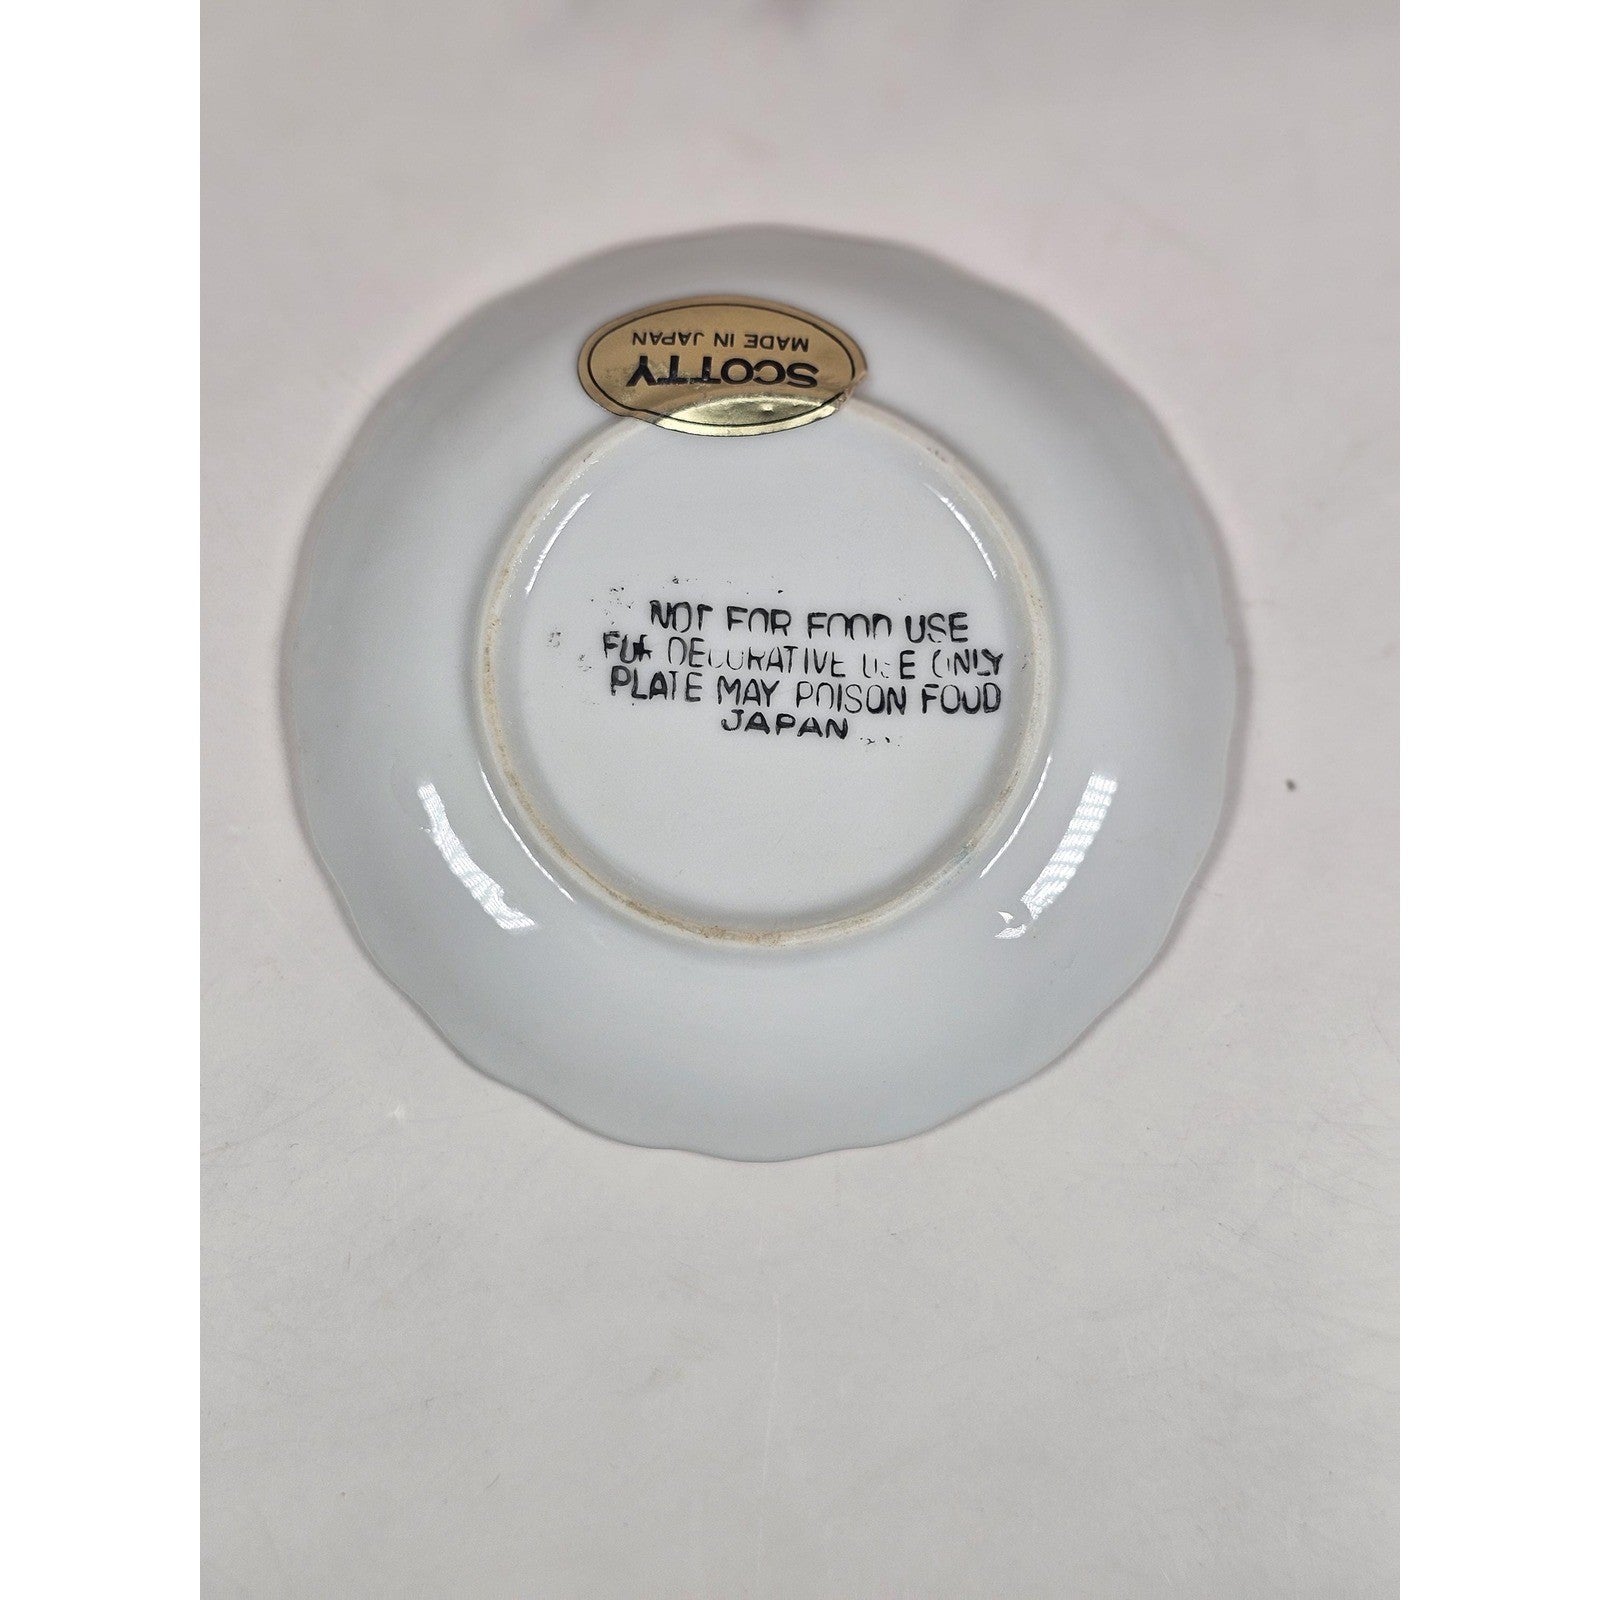 SCOTTY
MADE IN JAPAN
NOT FOR FOOD USE
FOR DECORATIVE USE ONLY
PLATE MAY POISON FOOD
JAPAN